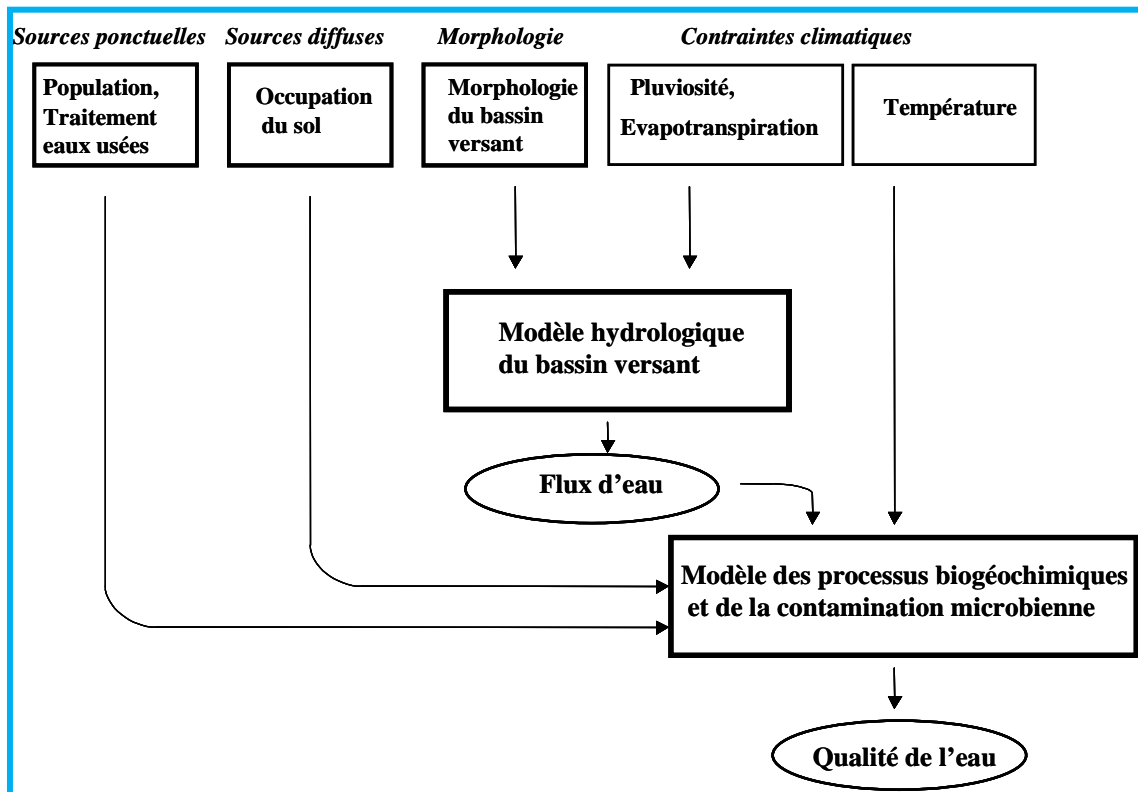 Sources ponctuelles
Sources diffuses
Morphologie
Contraintes climatiques
Population,
Traitement
eaux usées
Occupation
du sol
Morphologie
du bassin
versant
Pluviosité,
Evapotranspiration
Température
Modèle hydrologique
du bassin versant
Flux d’eau
Modèle des processus biogéochimiques
et de la contamination microbienne
Qualité de l’eau